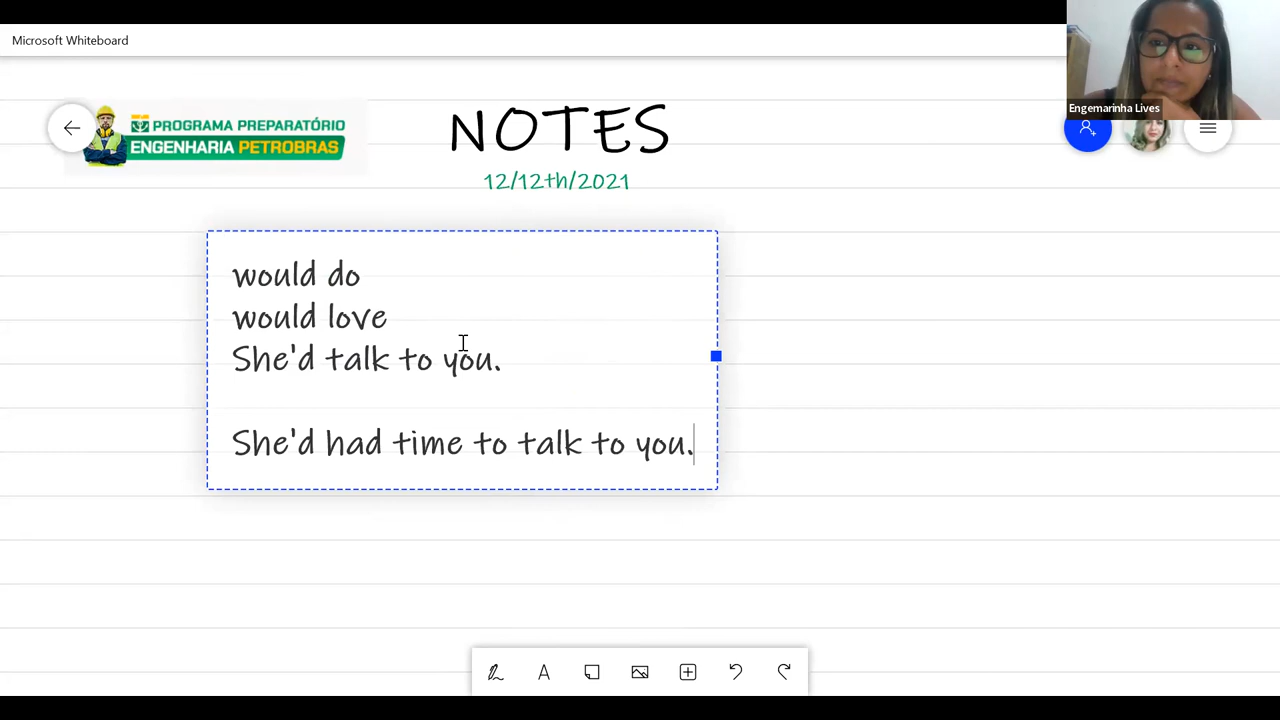 Microsoft Whiteboard
Engemarinha Lives
PROGRAMA PREPARATÓRIO
ENGENHARIA PETROBRAS
NOTES
12/12th/2021
would do
would love
She'd talk to you.
She'd had time to talk to you.
A